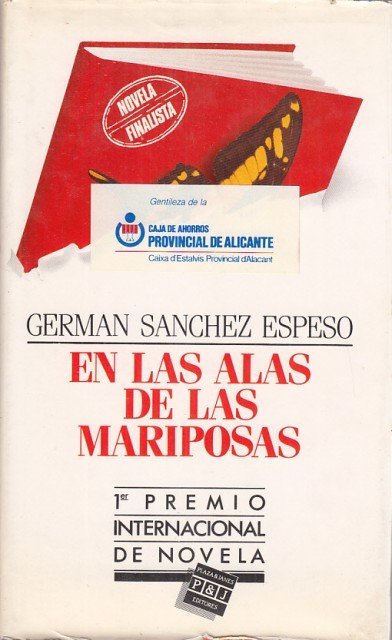 NOVELA
FINALISTA
Gentileza de la
CAJA DE AHORROS
PROVINCIAL DE ALICANTE
Caixa d'Estalvis Provincial d'Alacant
GERMAN SANCHEZ ESPESO
EN LAS ALAS
DE LAS
MARIPOSAS
1er PREMIO
INTERNACIONAL
DE NOVELA
PLAZA & JANES
P&J
EDITORES